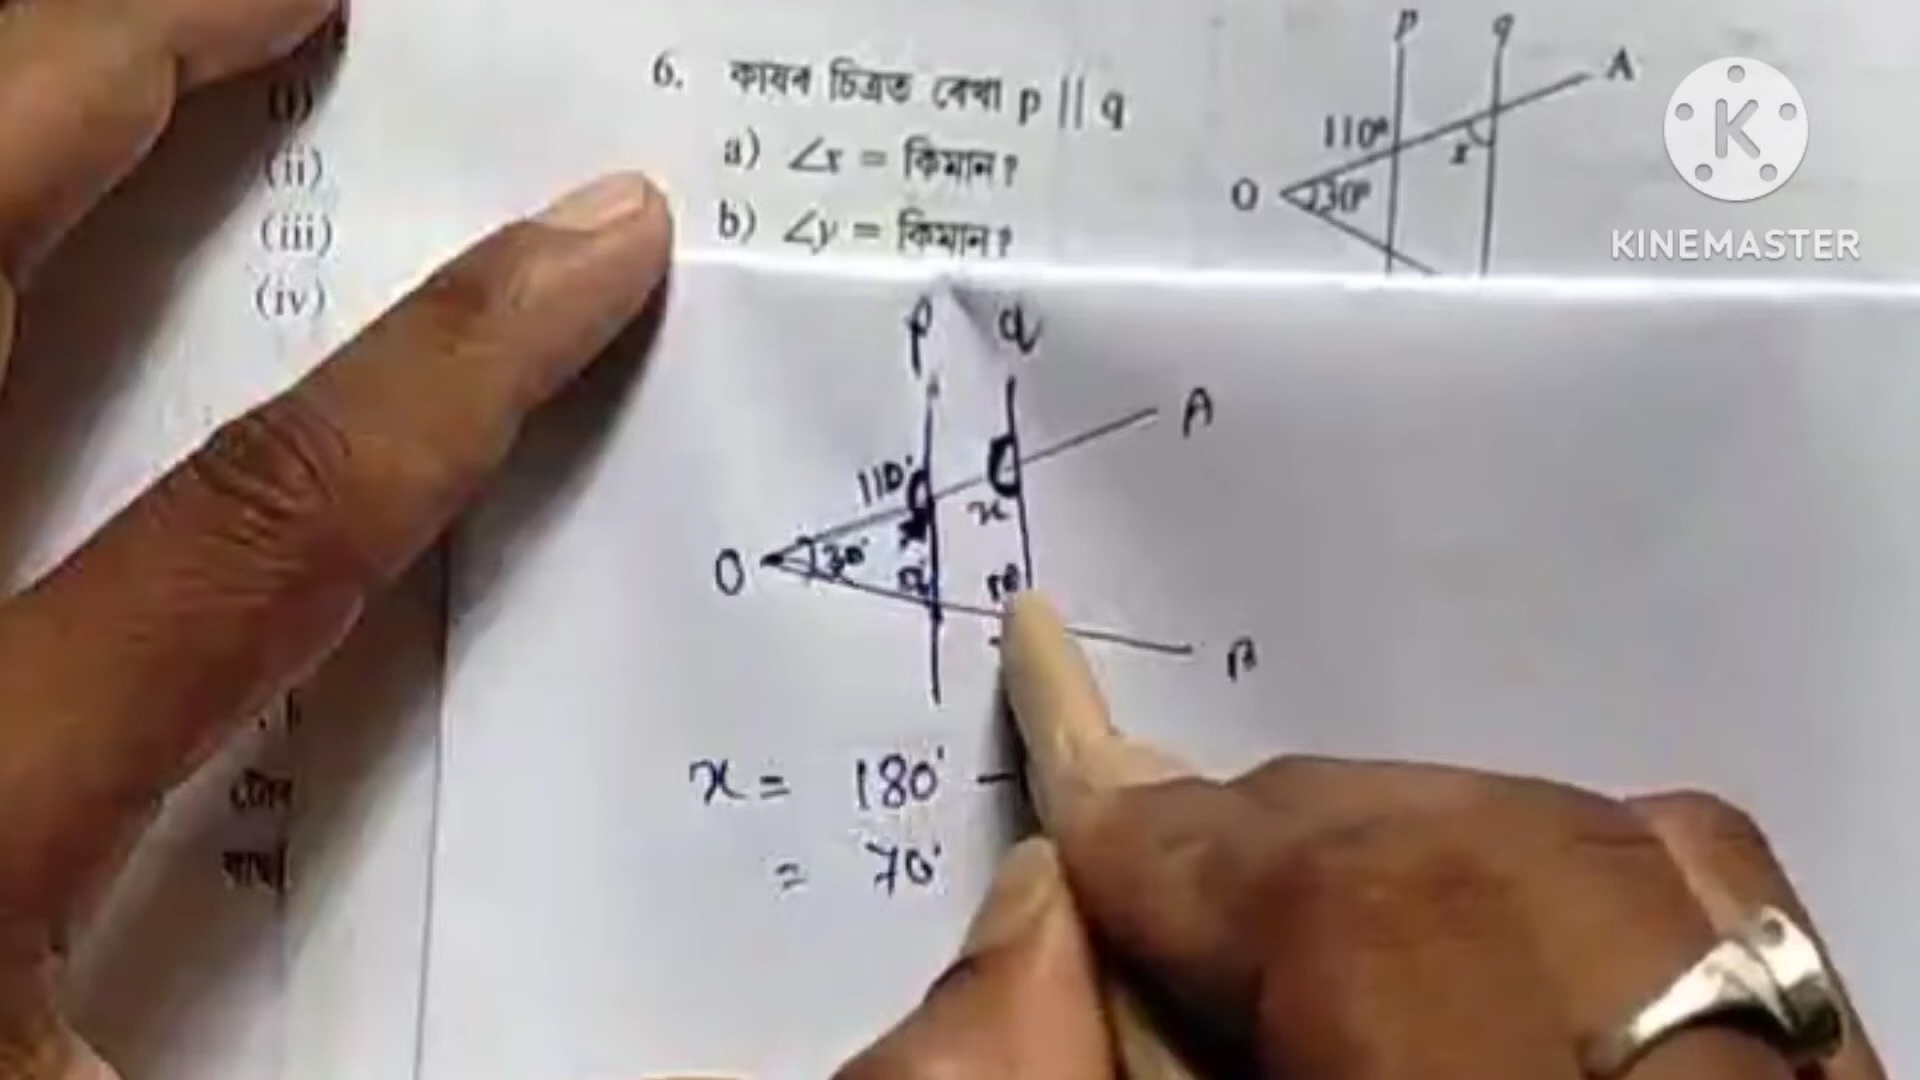 (i)
(ii)
(iii)
(iv)
6. কাষৰ চিত্ৰত ৰেখা p || q
a) ∠x = কিমান?
b) ∠y = কিমান?
p q
A
110°
x
O 30°
KINEMASTER
p q
A
110°
x
O 30°
B
x = 180° –
= 70°